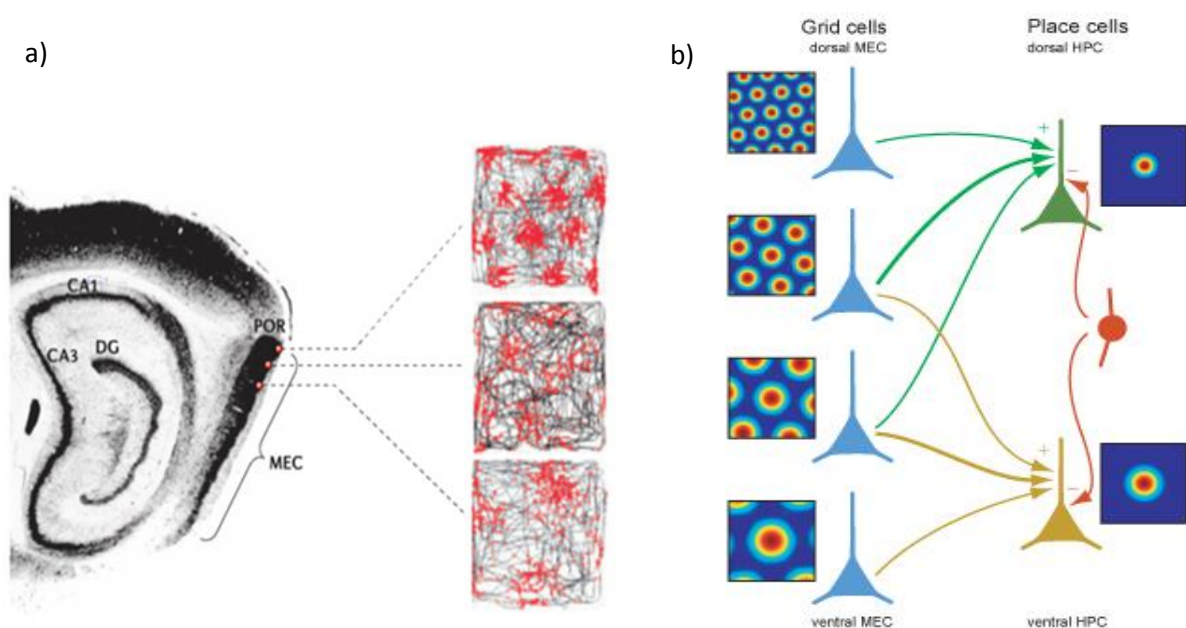 a)
CA1
CA3
DG
POR
MEC
b)
Grid cells
dorsal MEC
Place cells
dorsal HPC
+
−
+
−
ventral MEC
ventral HPC